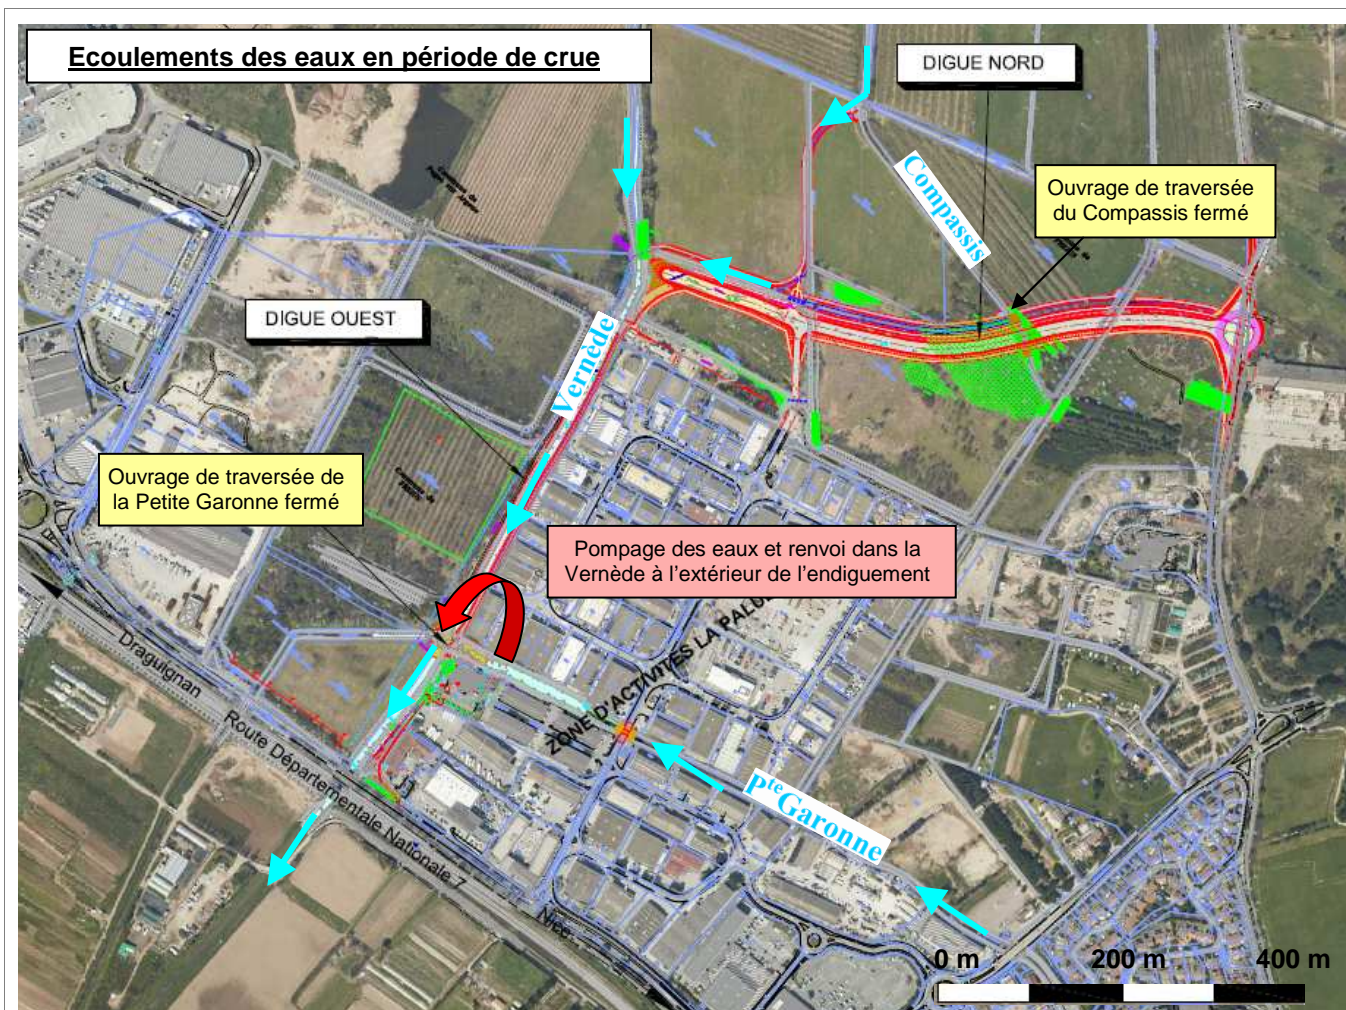 Ecoulements des eaux en période de crue
DIGUE NORD
Compassis
Ouvrage de traversée
du Compassis fermé
DIGUE OUEST
Vernède
Ouvrage de traversée de
la Petite Garonne fermé
Pompage des eaux et renvoi dans la
Vernède à l'extérieur de l'endiguement
ZONE D'ACTIVITES LA PALUD
Draguignan
Route Départementale Nationale 7
Nice
Pte Garonne
0 m 200 m 400 m